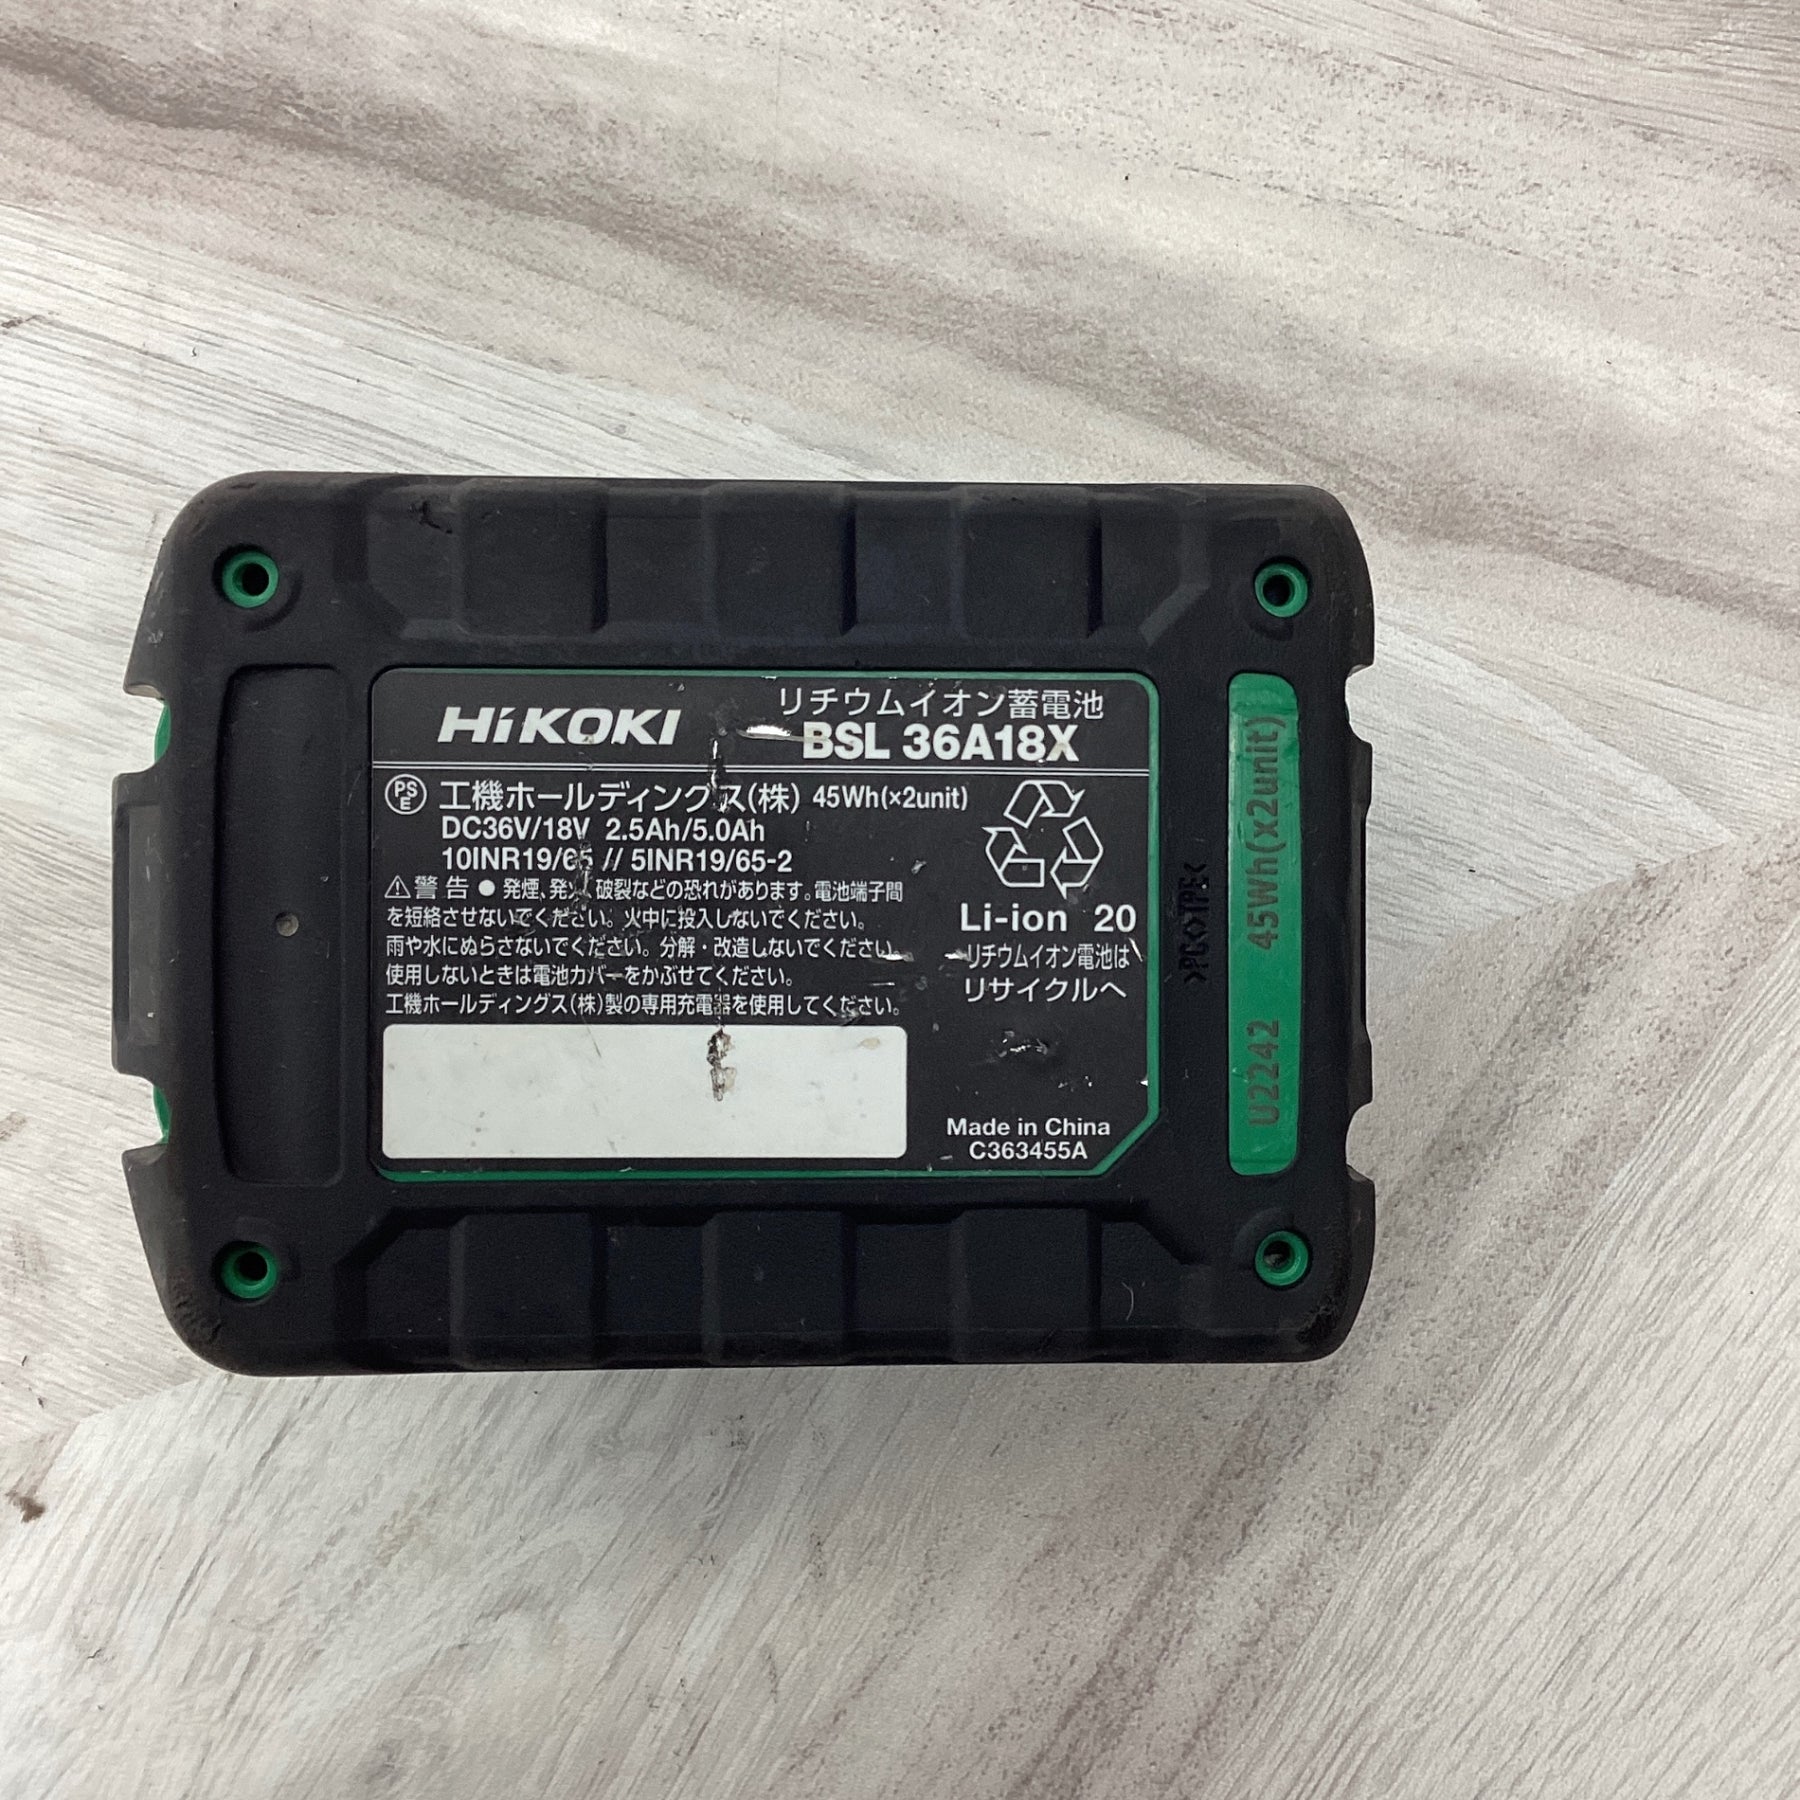 HiKOKI
リチウムイオン蓄電池
BSL 36A18X
PSE 工機ホールディングス(株) 45Wh(×2unit)
DC36V/18V 2.5Ah/5.0Ah
10INR19/65 // 5INR19/65-2
⚠警告 ● 発煙、発火、破裂などの恐れがあります。電池端子間
を短絡させないでください。火中に投入しないでください。
雨や水にぬらさないでください。分解・改造しないでください。
使用しないときは電池カバーをかぶせてください。
工機ホールディングス(株)製の専用充電器を使用してください。
Li-ion 20
リチウムイオン電池は
リサイクルへ
Made in China
C363455A
>PC<>TPE<
U2242 45Wh(x2unit)